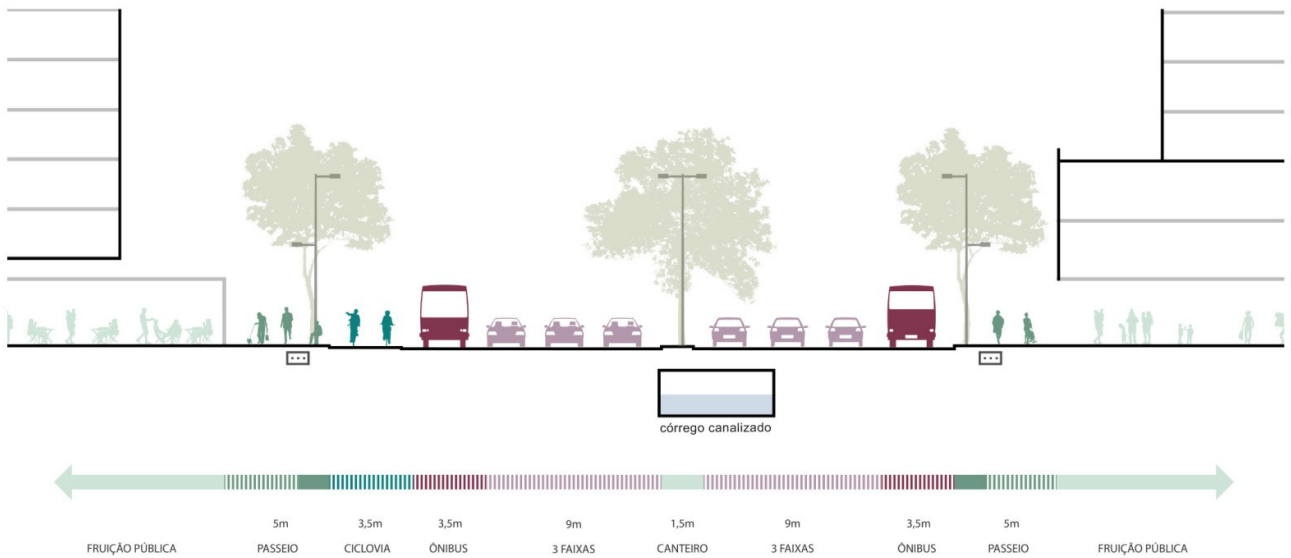 córrego canalizado
5m 3,5m 3,5m 9m 1,5m 9m 3,5m 5m
FRUIÇÃO PÚBLICA PASSEIO CICLOVIA ÔNIBUS 3 FAIXAS CANTEIRO 3 FAIXAS ÔNIBUS PASSEIO FRUIÇÃO PÚBLICA